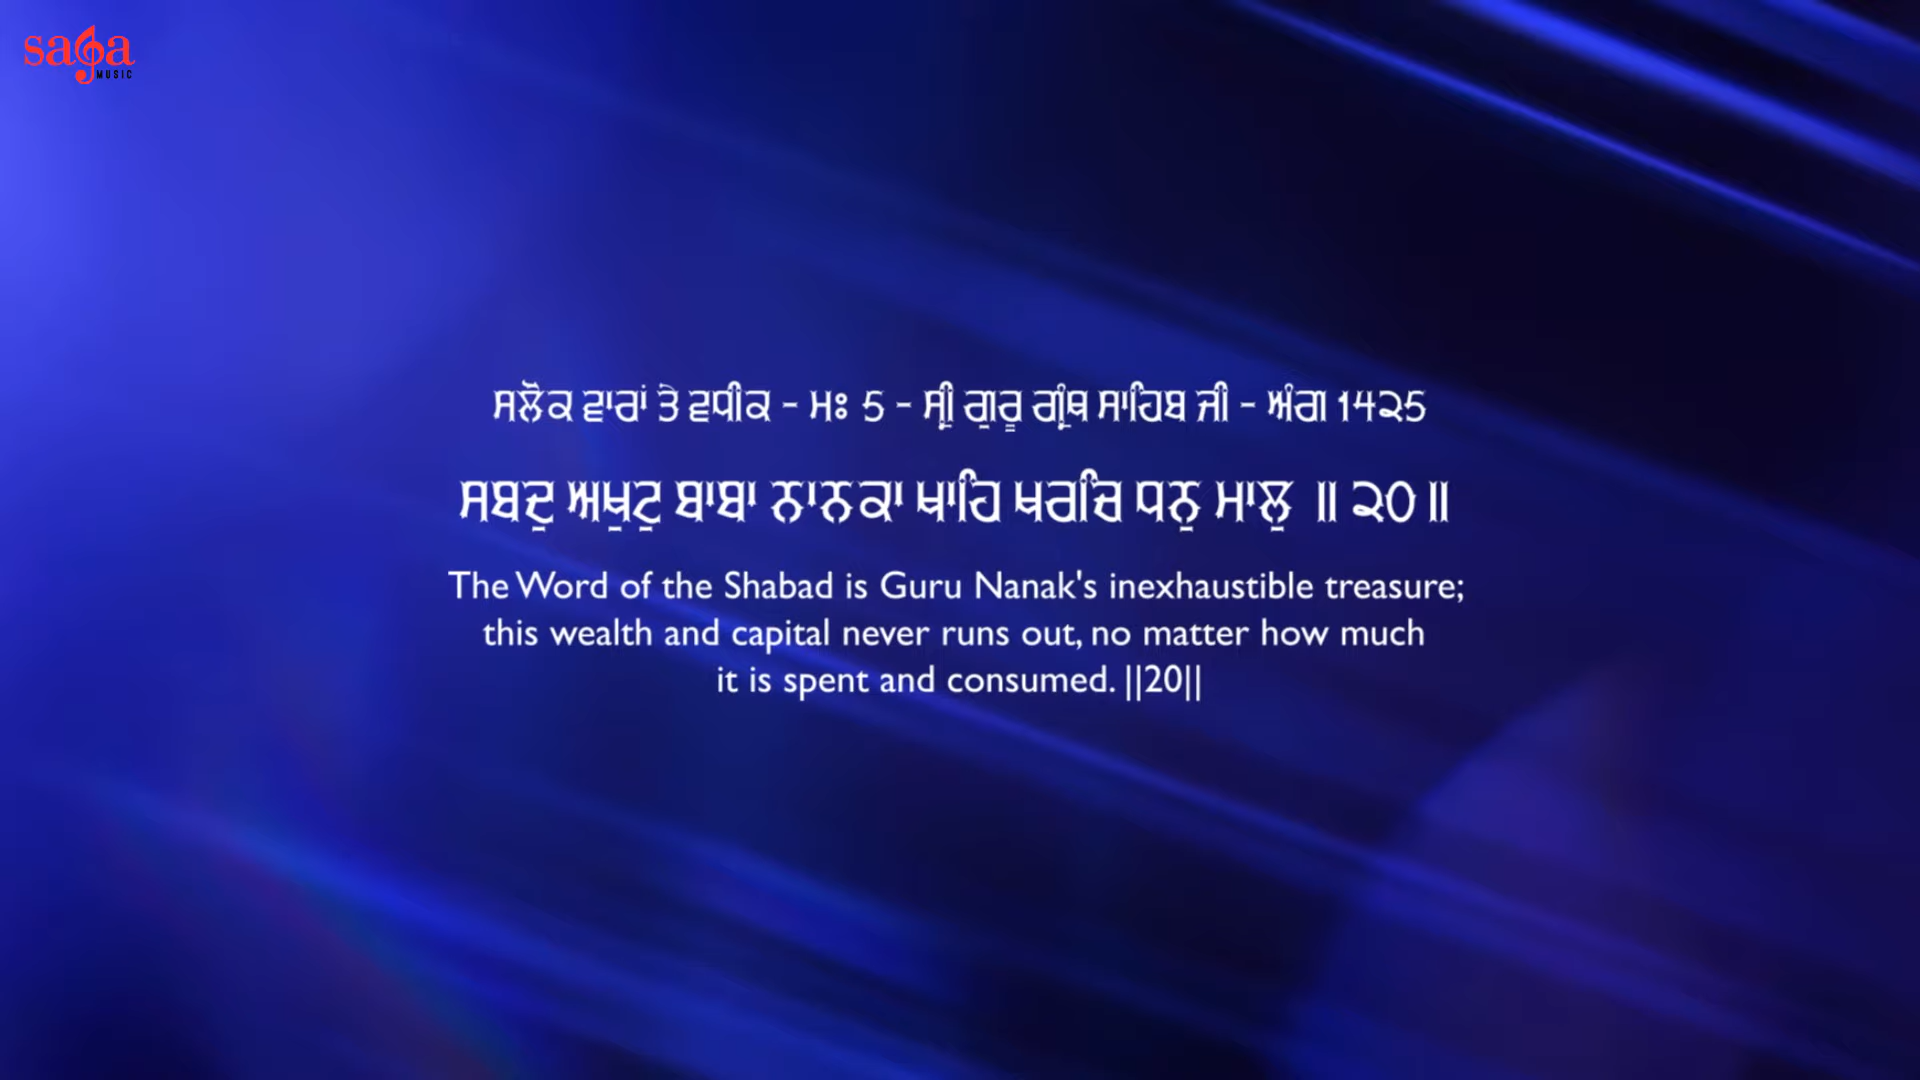 saga
MUSIC
ਸਲੋਕ ਵਾਰਾਂ ਤੇ ਵਧੀਕ - ਮਃ 5 - ਸ੍ਰੀ ਗੁਰੂ ਗ੍ਰੰਥ ਸਾਹਿਬ ਜੀ - ਅੰਗ 14੨5
ਸਬਦੁ ਅਖੁਟੁ ਬਾਬਾ ਨਾਨਕਾ ਖਾਹਿ ਖਰਚਿ ਧਨੁ ਮਾਲੁ ॥ ੨੦॥
The Word of the Shabad is Guru Nanak's inexhaustible treasure;
this wealth and capital never runs out, no matter how much
it is spent and consumed. ||20||